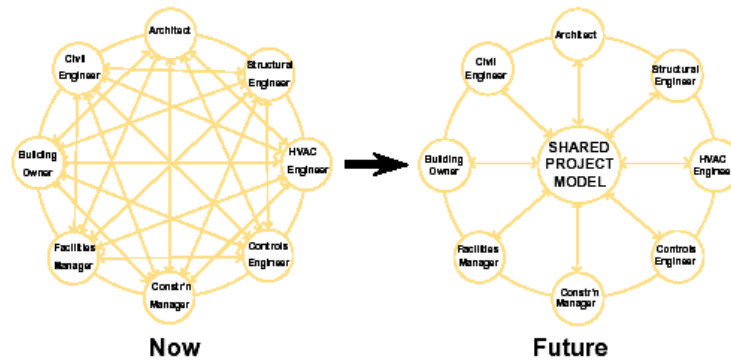 Architect
Civil
Engineer
Structural
Engineer
Building
Owner
HVAC
Engineer
Facilities
Manager
Controls
Engineer
Constr'n
Manager
Now
Architect
Civil
Engineer
Structural
Engineer
Building
Owner
SHARED
PROJECT
MODEL
HVAC
Enginee
Facilities
Manager
Controls
Engineer
Constr'n
Manager
Future